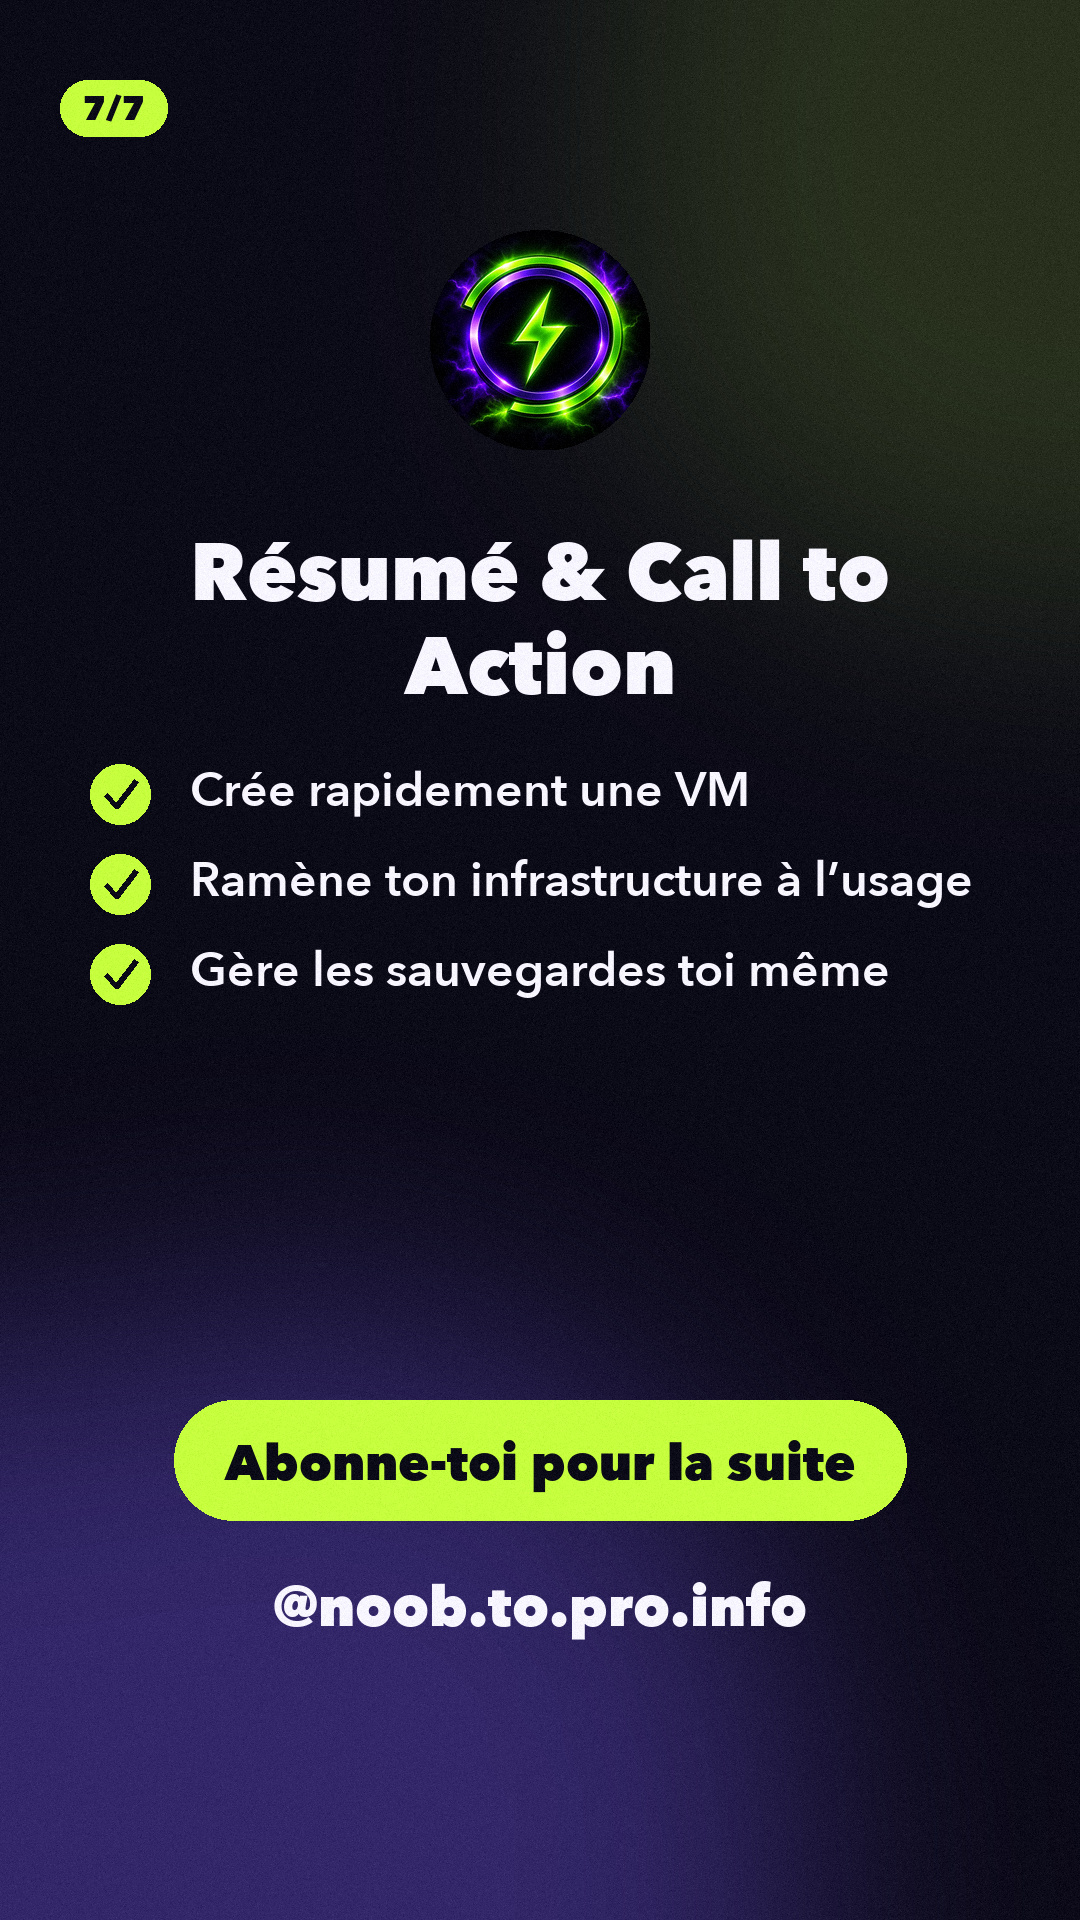 7/7
Résumé & Call to
Action
Crée rapidement une VM
Ramène ton infrastructure à l’usage
Gère les sauvegardes toi même
Abonne-toi pour la suite
@noob.to.pro.info